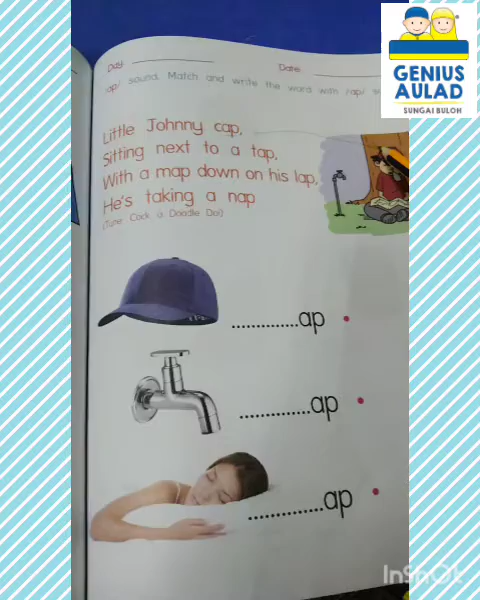 GENIUS
AULAD
SUNGAI BULOH
Date:
/ap/ sound. Match and write the word with /ap/
Little Johnny cap,
Sitting next to a tap,
With a map down on his lap,
He's taking a nap
(Tune: Cock a Doodle Do!)
..............ap
..............ap
..............ap
InShOt